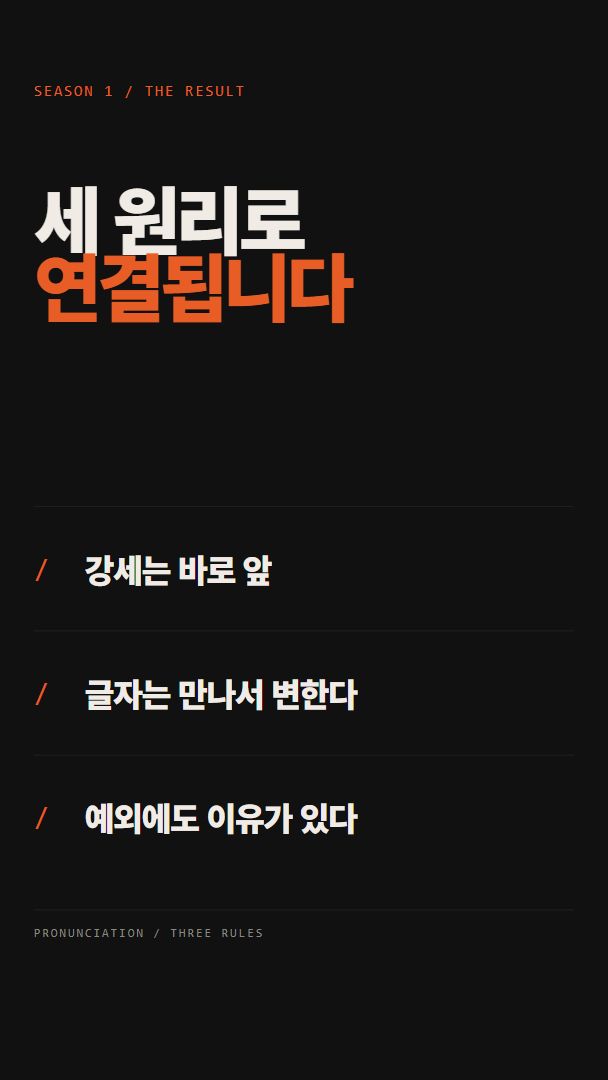 SEASON 1 / THE RESULT
세 원리로
연결됩니다
/ 강세는 바로 앞
/ 글자는 만나서 변한다
/ 예외에도 이유가 있다
PRONUNCIATION / THREE RULES